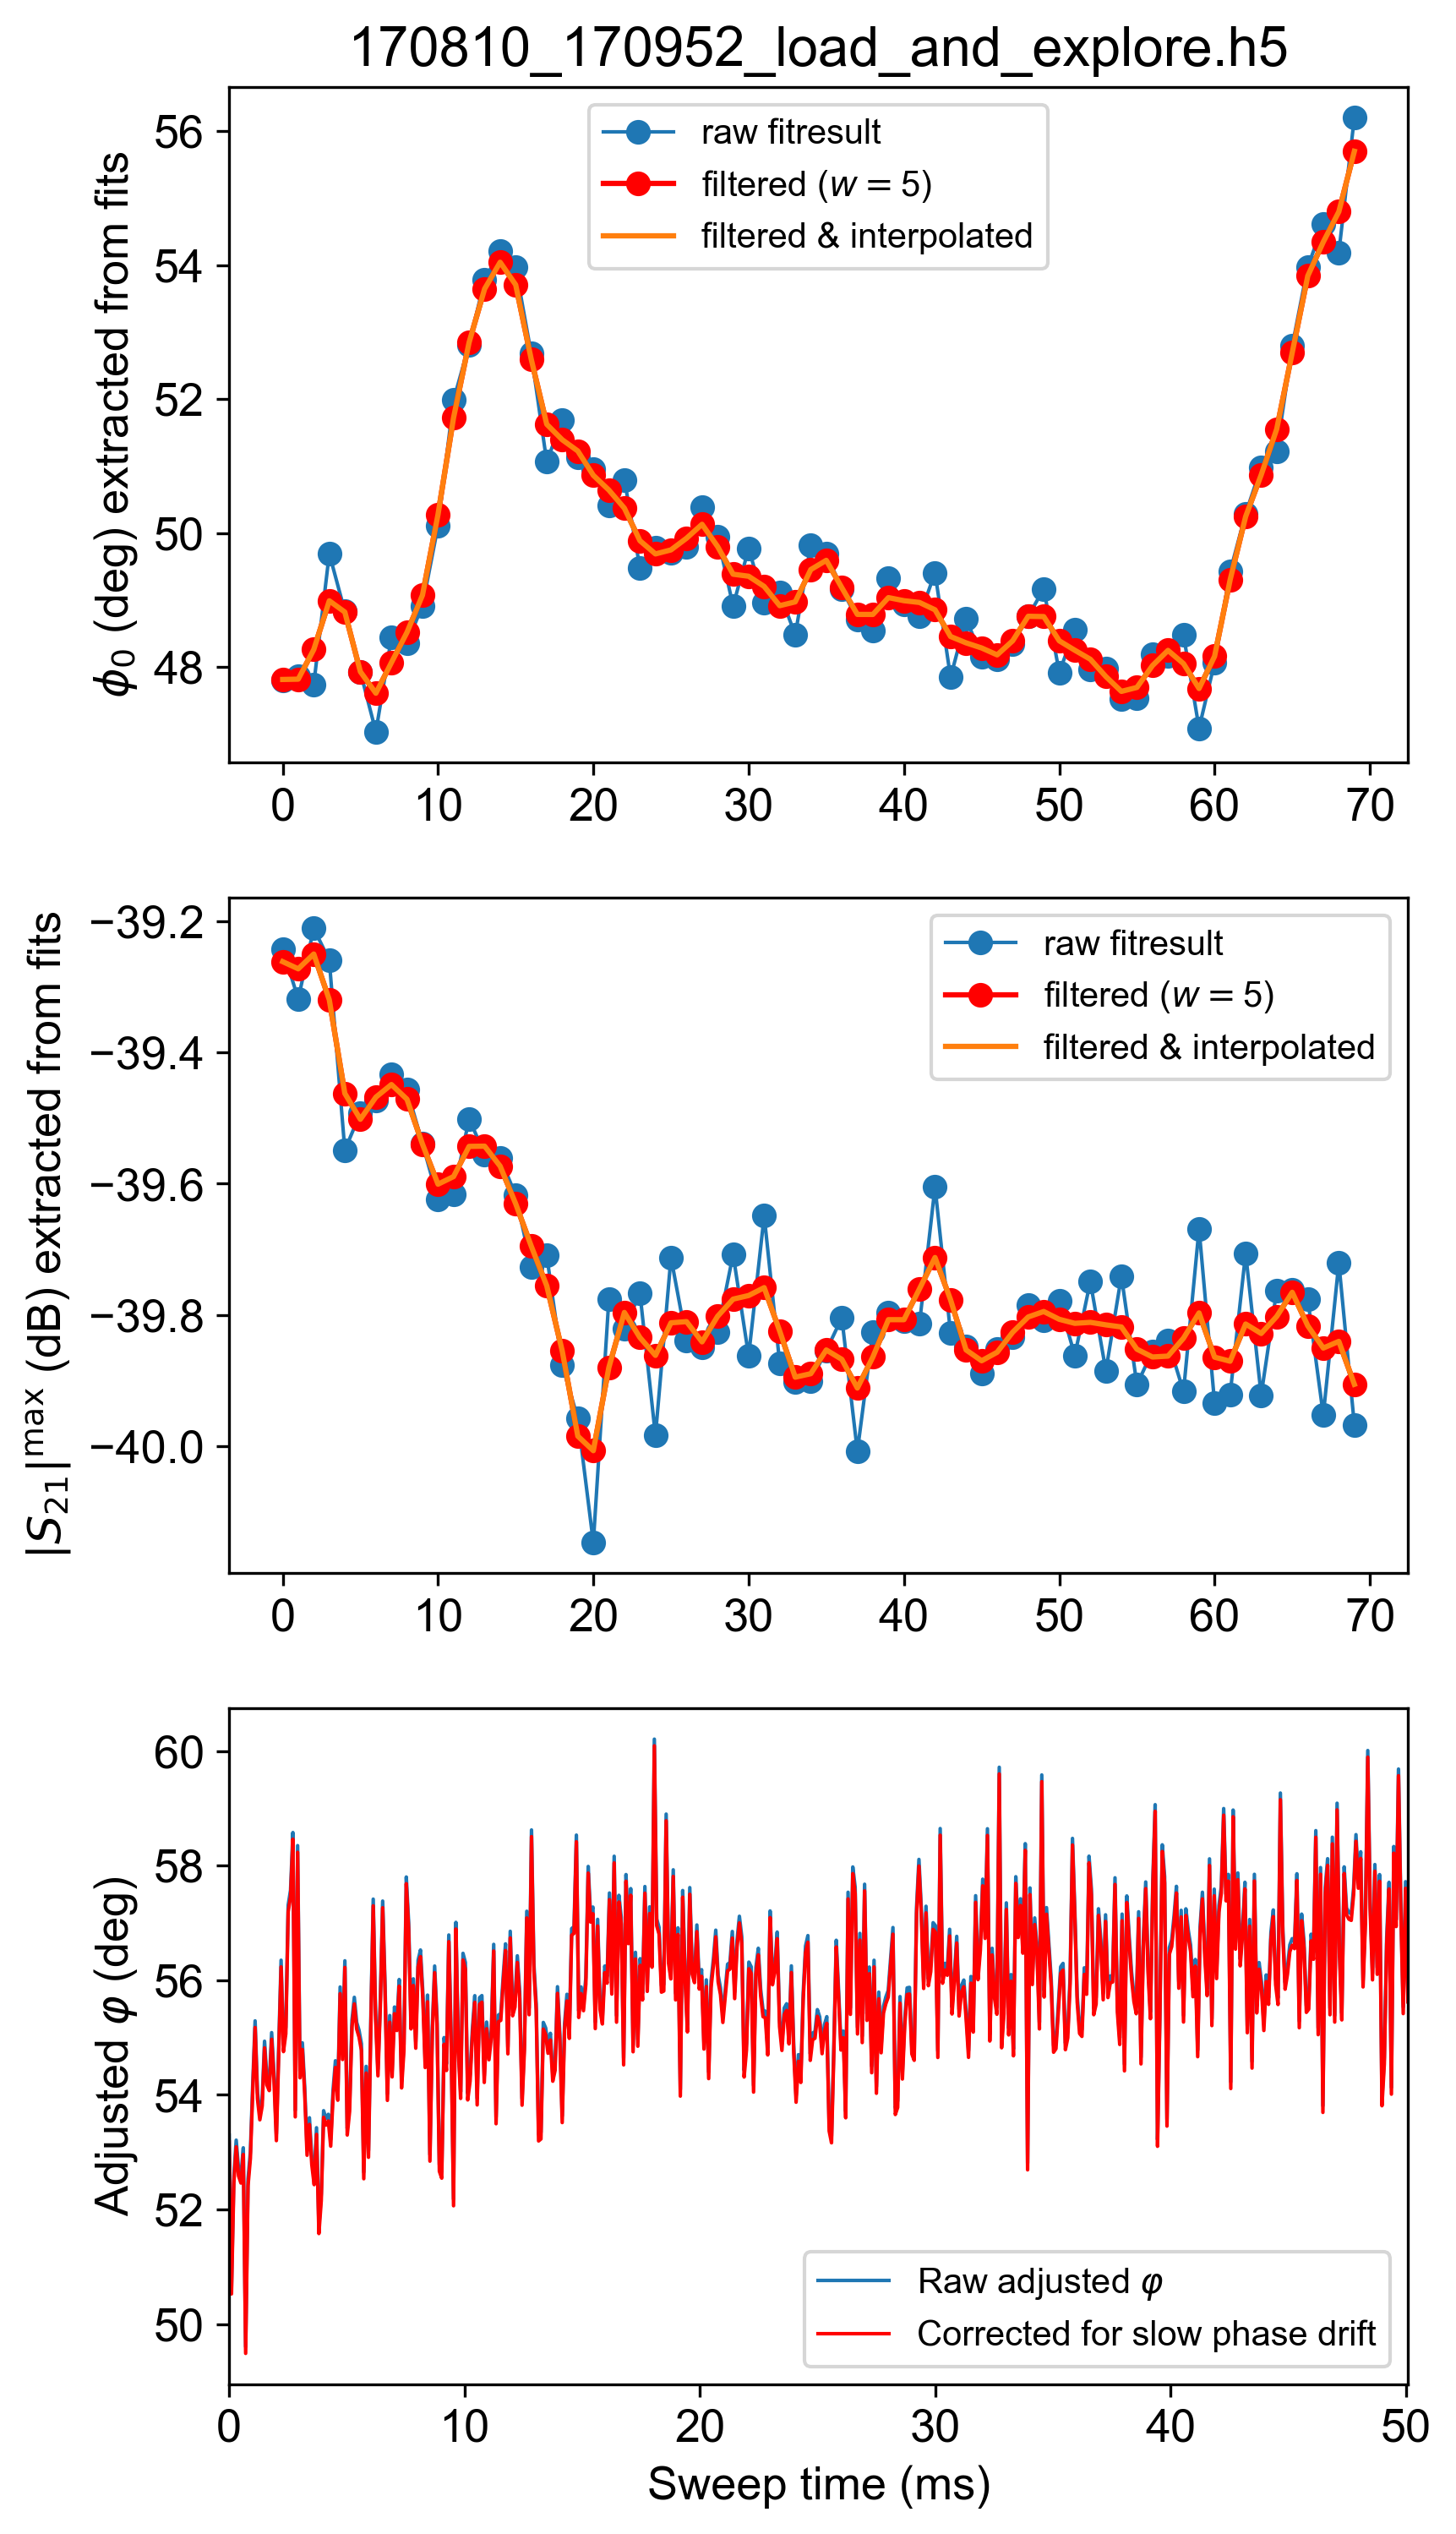 170810_170952_load_and_explore.h5
ϕ₀ (deg) extracted from fits
56
54
52
50
48
raw fitresult
filtered (w = 5)
filtered & interpolated
0 10 20 30 40 50 60 70
|S₂₁|ᵐᵃˣ (dB) extracted from fits
−39.2
−39.4
−39.6
−39.8
−40.0
raw fitresult
filtered (w = 5)
filtered & interpolated
0 10 20 30 40 50 60 70
Adjusted φ (deg)
60
58
56
54
52
50
Raw adjusted φ
Corrected for slow phase drift
0 10 20 30 40 50
Sweep time (ms)